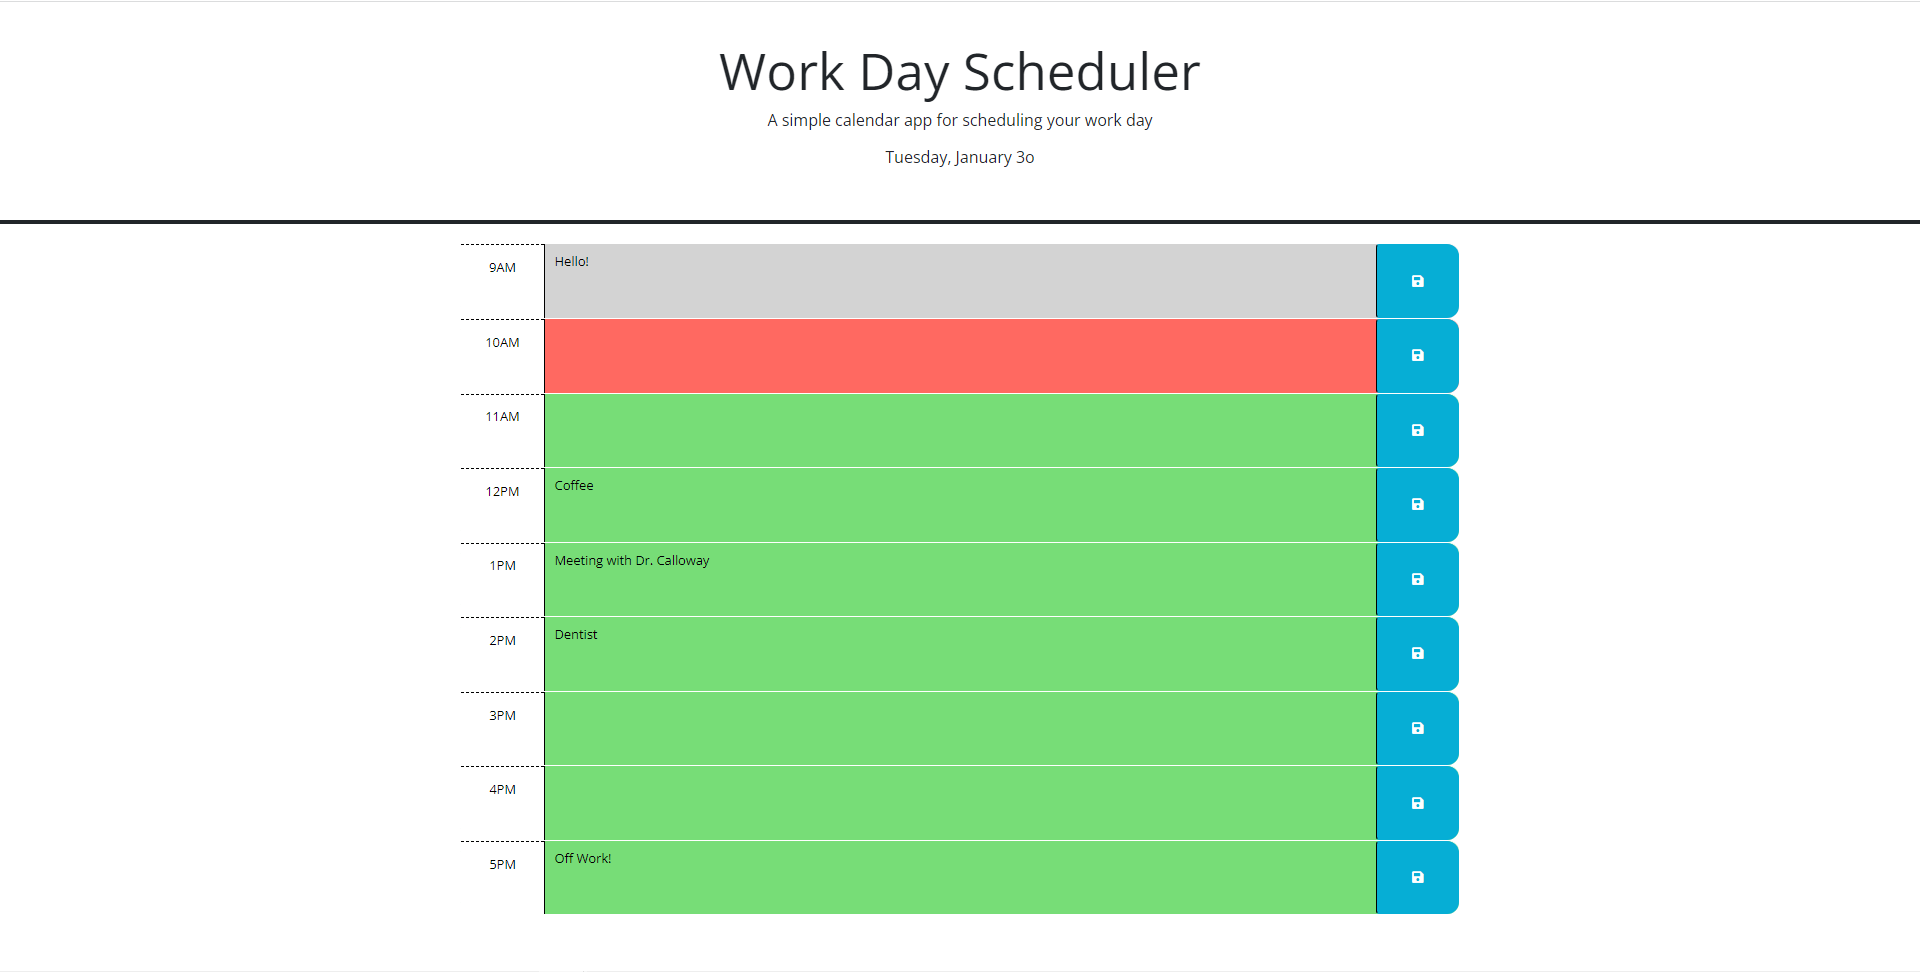 Work Day Scheduler
A simple calendar app for scheduling your work day
Tuesday, January 3o
9AM Hello!
10AM
11AM
12PM Coffee
1PM Meeting with Dr. Calloway
2PM Dentist
3PM
4PM
5PM Off Work!